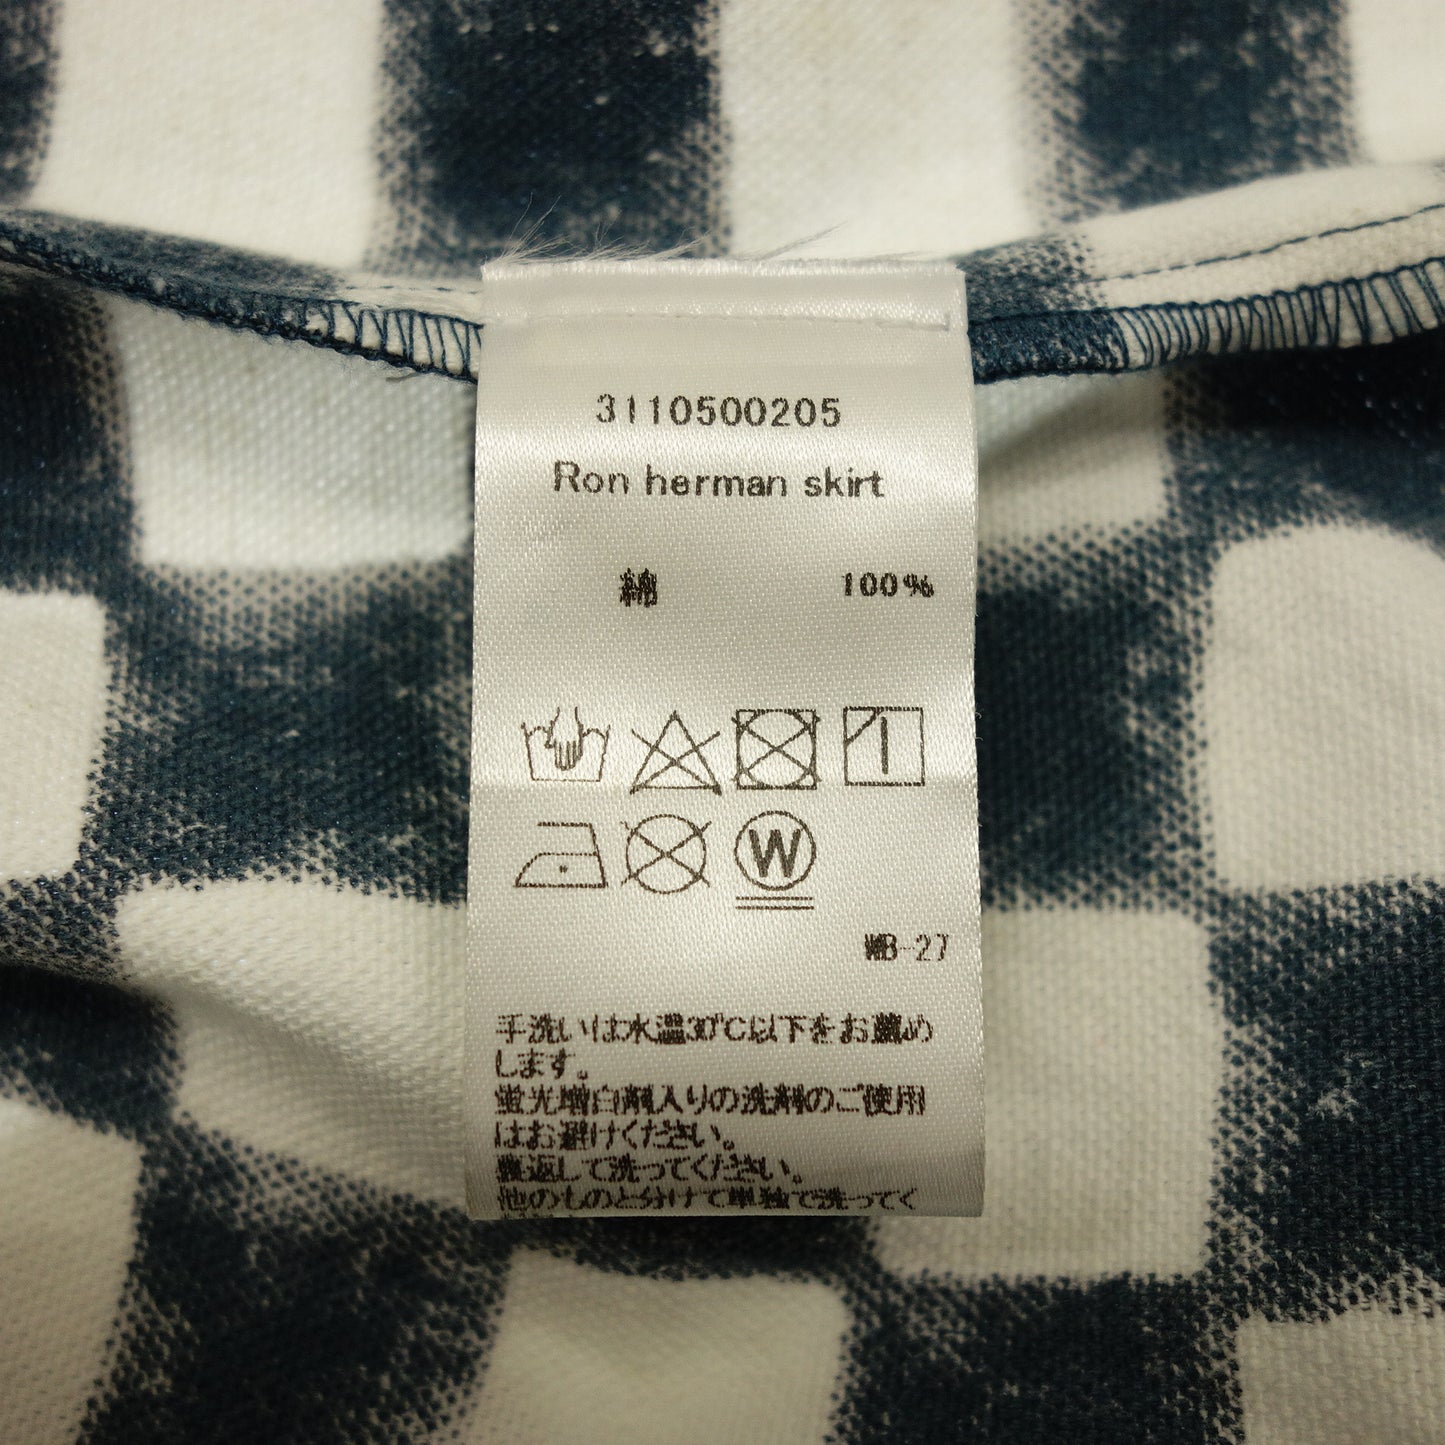 3110500205
Ron herman skirt
綿 100%
W
WB-27
手洗いは水温30℃以下をお薦め
します。
蛍光増白剤入りの洗剤のご使用
はお避けください。
裏返して洗ってください。
他のものと分けて単独で洗ってく